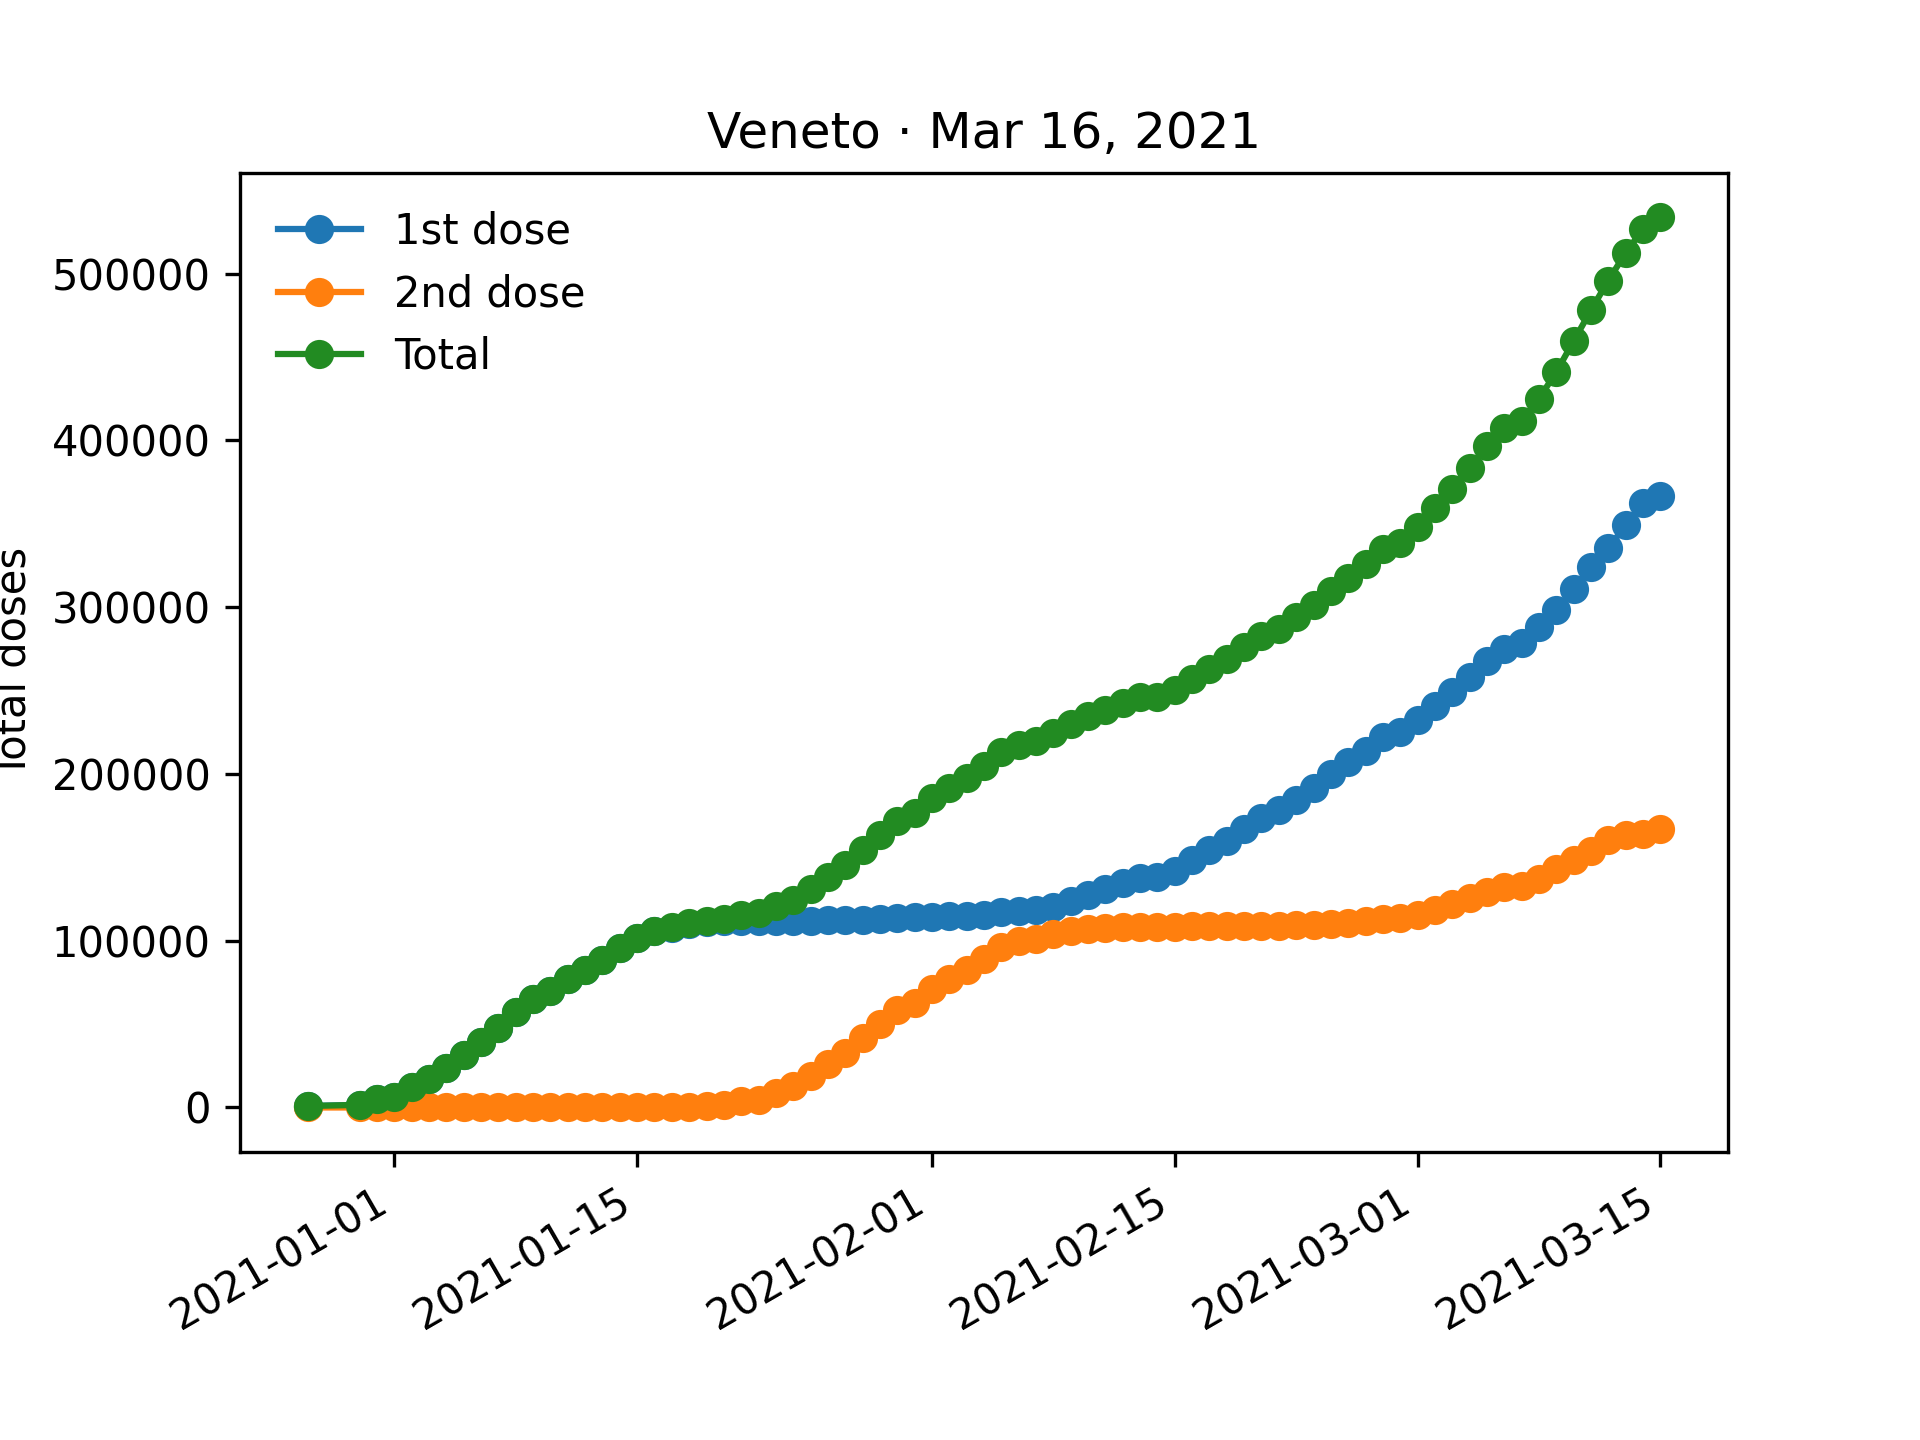 Veneto · Mar 16, 2021
1st dose
2nd dose
Total
Total doses
500000
400000
300000
200000
100000
0
2021-01-01
2021-01-15
2021-02-01
2021-02-15
2021-03-01
2021-03-15